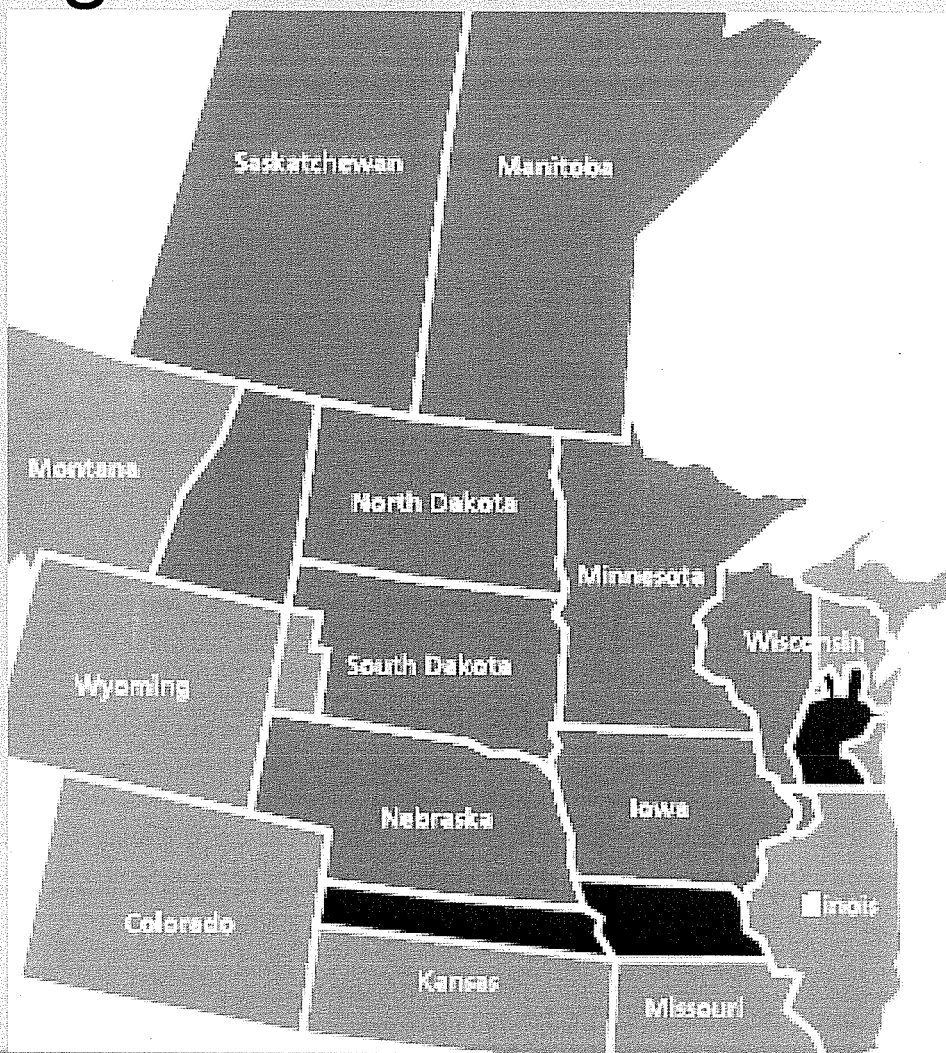 Saskatchewan
Manitoba
Montana
North Dakota
Minnesota
Wisconsin
South Dakota
Wyoming
Nebraska
Iowa
Colorado
Illinois
Kansas
Missouri